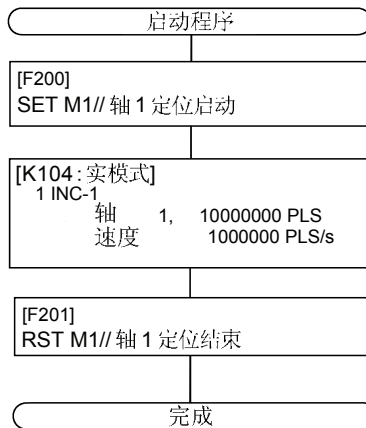 启动程序
[F200]
SET M1// 轴 1 定位启动
[K104 : 实模式]
1 INC-1
轴 1, 10000000 PLS
速度 1000000 PLS/s
[F201]
RST M1// 轴 1 定位结束
完成